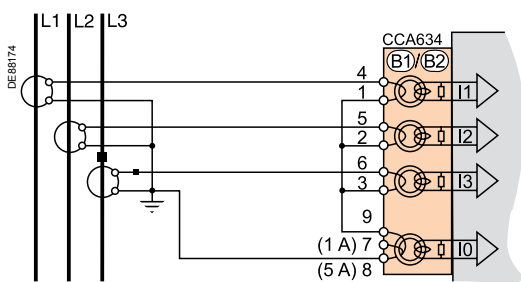 L1 L2 L3
DE88174
CCA634
B1/B2
4
1
I1
5
2
I2
6
3
I3
9
(1 A) 7
(5 A) 8
I0